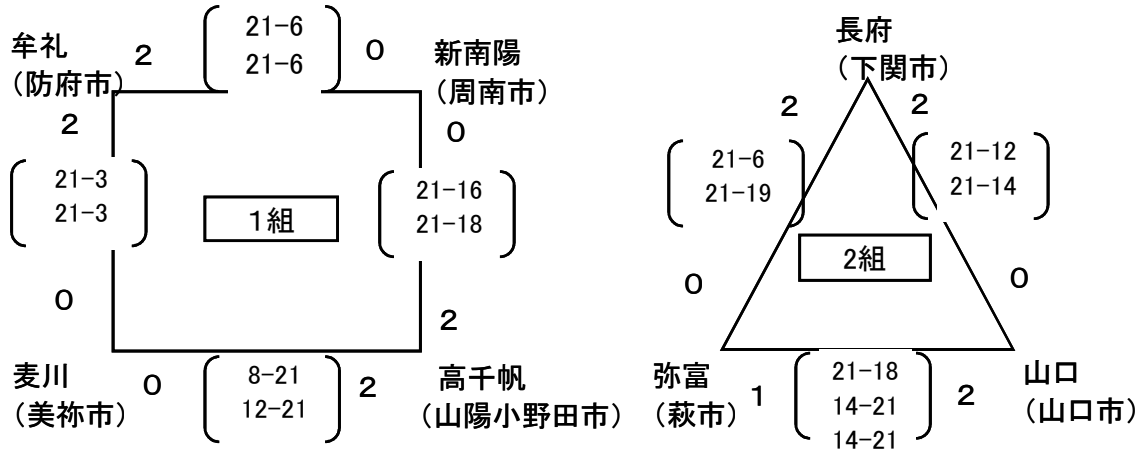 牟礼
(防府市)
2
21-6
21-6
0
新南陽
(周南市)
2
21-3
21-3
0
0
21-16
21-18
2
1組
麦川
(美祢市)
0
8-21
12-21
2
高千帆
(山陽小野田市)
長府
(下関市)
2
21-6
21-19
0
2
21-12
21-14
0
2組
弥富
(萩市)
1
21-18
14-21
14-21
2
山口
(山口市)